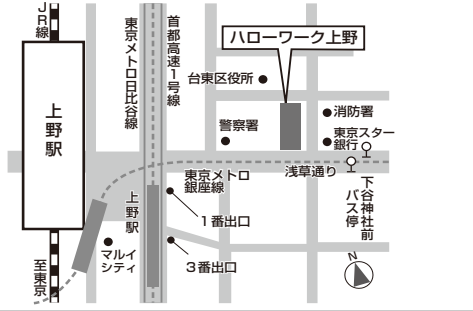 JR線
東京メトロ日比谷線
首都高速1号線
ハローワーク上野
台東区役所
消防署
警察署
東京スター
銀行
上野駅
浅草通り
東京メトロ
銀座線
下谷神社前
バス停
上野駅
1番出口
マルイ
シティ
3番出口
至東京
N